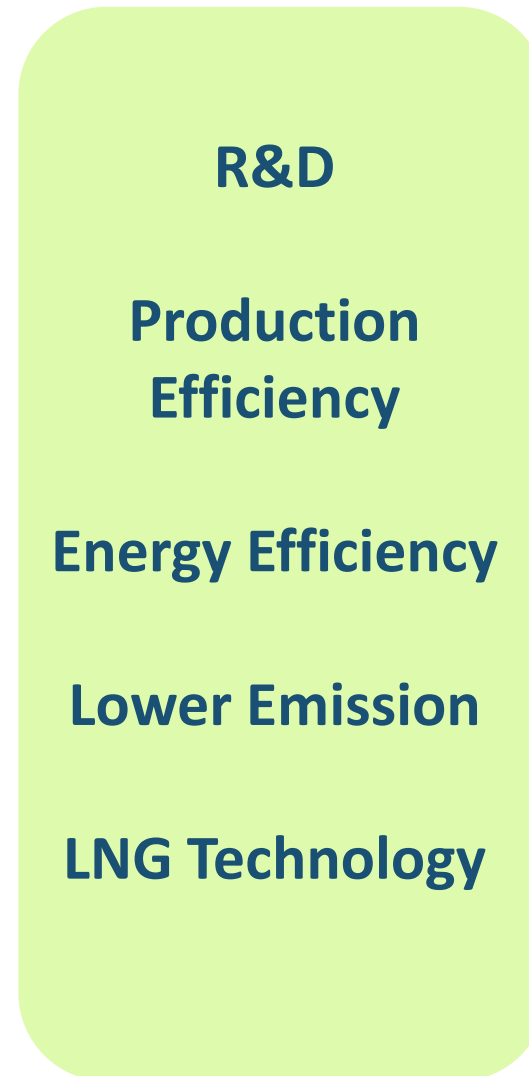 R&D
Production
Efficiency
Energy Efficiency
Lower Emission
LNG Technology